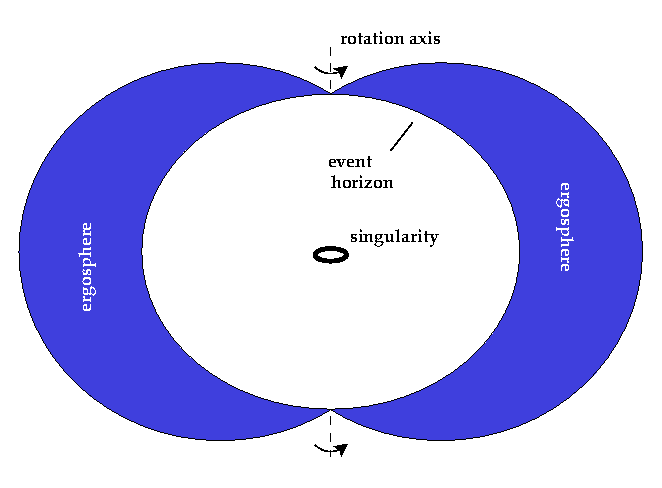 rotation axis
event
horizon
singularity
ergosphere
ergosphere